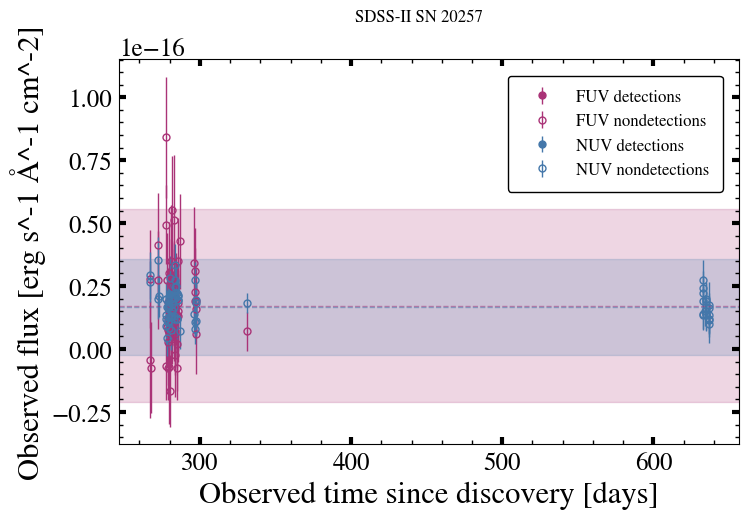 SDSS-II SN 20257
1e−16
FUV detections
FUV nondetections
NUV detections
NUV nondetections
1.00
0.75
0.50
0.25
0.00
−0.25
300
400
500
600
Observed time since discovery [days]
Observed flux [erg s^-1 Å^-1 cm^-2]